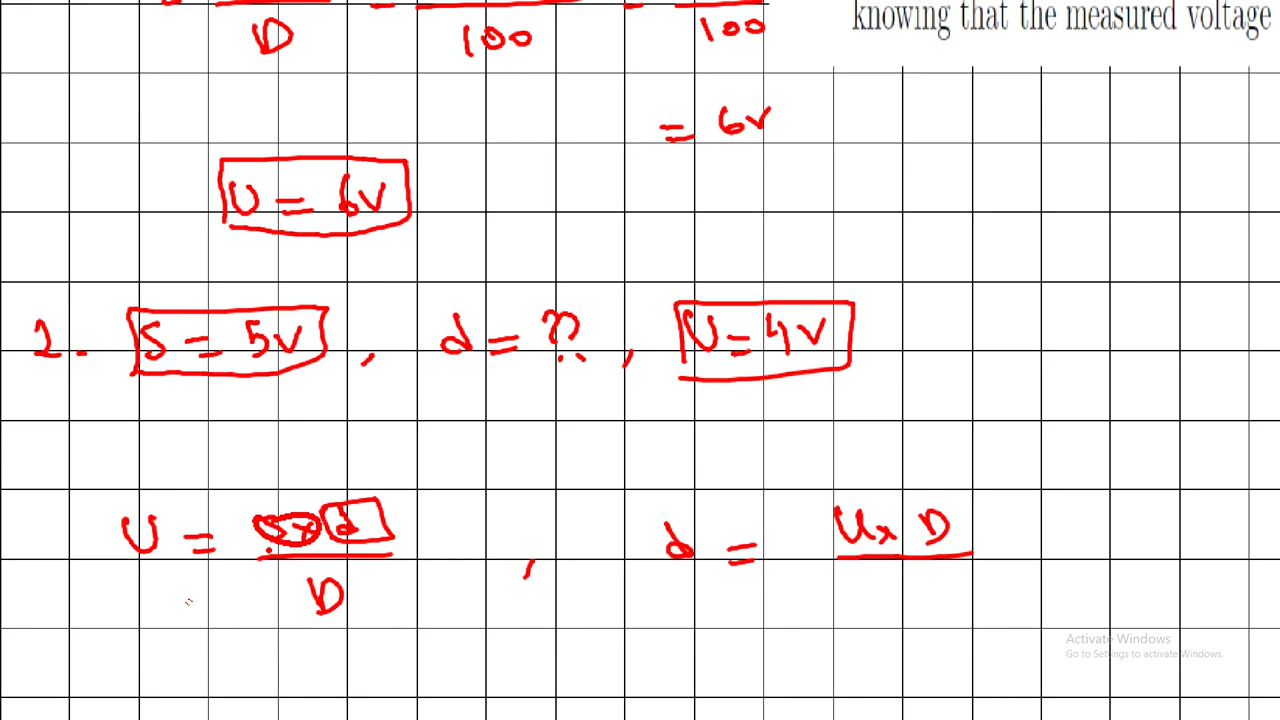 knowing that the measured voltage
D 100 100
= 6V
U = 6V
2. S = 5V , d = ?? , U = 4V
U = S x d , d = U x D
D
Activate Windows
Go to Settings to activate Windows.